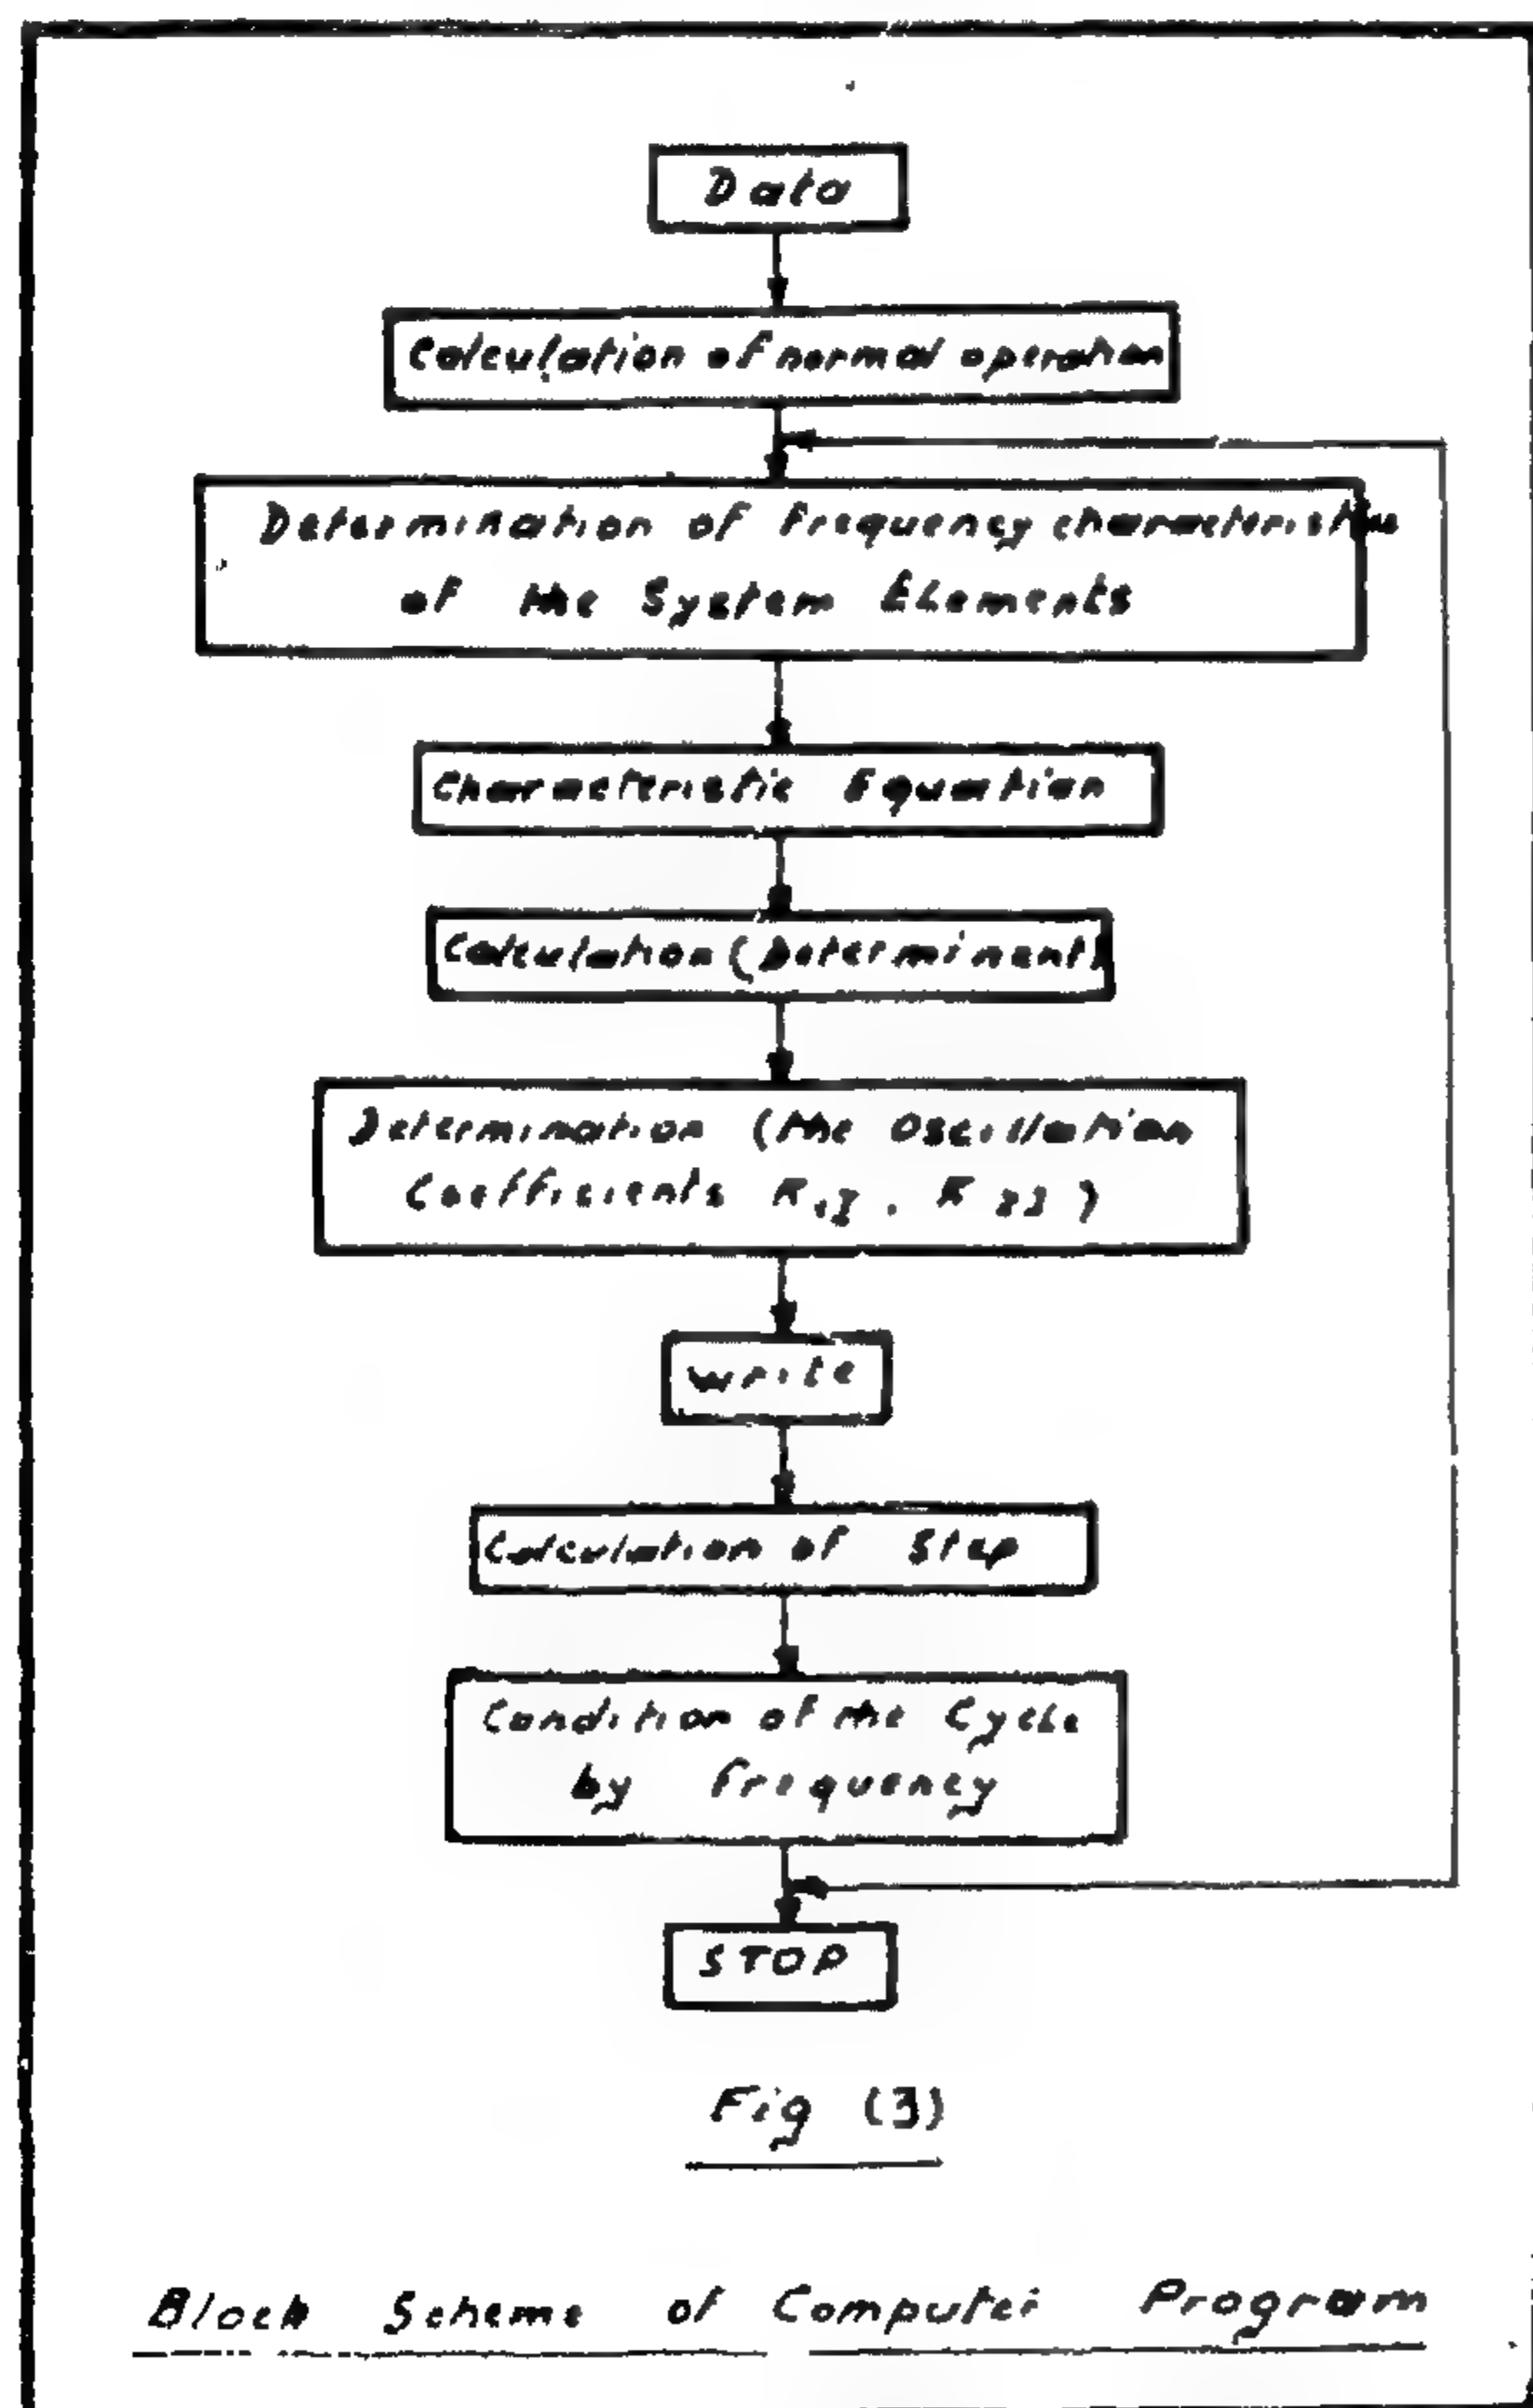 Data
Calculation of normal operation
Determination of frequency characteristics
of the System Elements
Characteristic Equation
Calculation (Determinent)
Determination (the Oscillation
Coefficients
write
Calculation of Step
Condition of the Cycle
by frequency
STOP
Fig (3)
Block Scheme of Computer Program